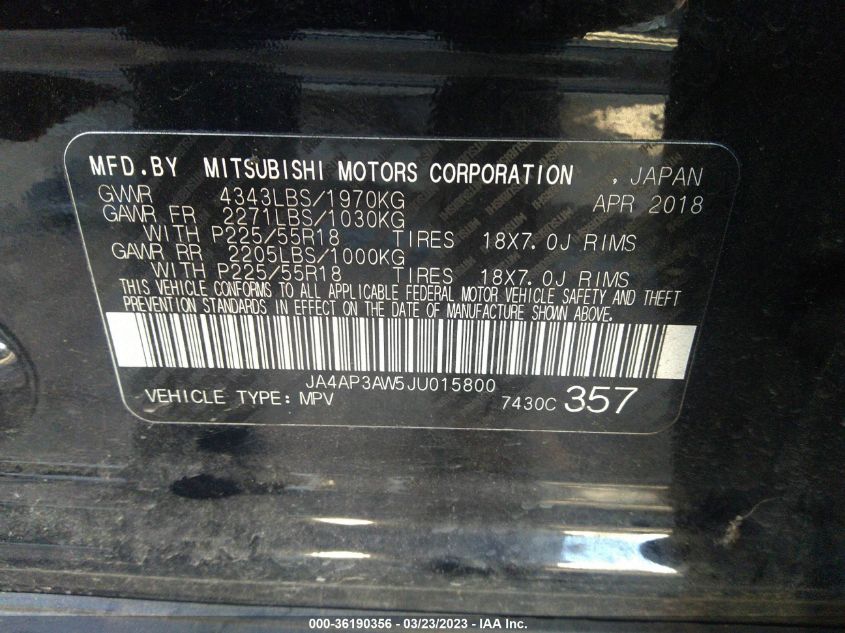 MFD.BY MITSUBISHI MOTORS CORPORATION , JAPAN
GVWR 4343LBS/1970KG APR 2018
GAWR FR 2271LBS/1030KG
WITH P225/55R18 TIRES 18X7.0J RIMS
GAWR RR 2205LBS/1000KG
WITH P225/55R18 TIRES 18X7.0J RIMS
THIS VEHICLE CONFORMS TO ALL APPLICABLE FEDERAL MOTOR VEHICLE SAFETY AND THEFT
PREVENTION STANDARDS IN EFFECT ON THE DATE OF MANUFACTURE SHOWN ABOVE.
JA4AP3AW5JU015800
VEHICLE TYPE: MPV 7430C 357
000-36190356 - 03/23/2023 - IAA Inc.